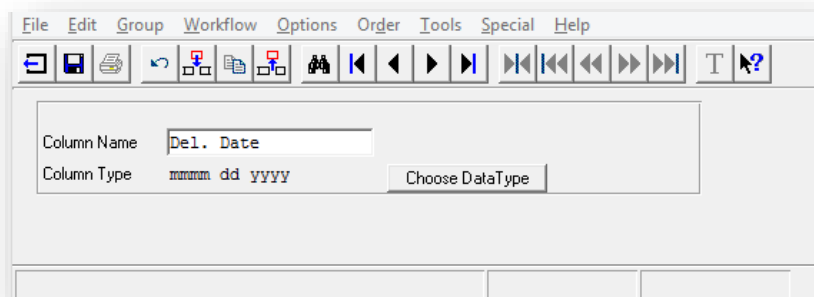 File Edit Group Workflow Options Order Tools Special Help
T ?
Column Name Del. Date
Column Type mmmm dd yyyy Choose DataType